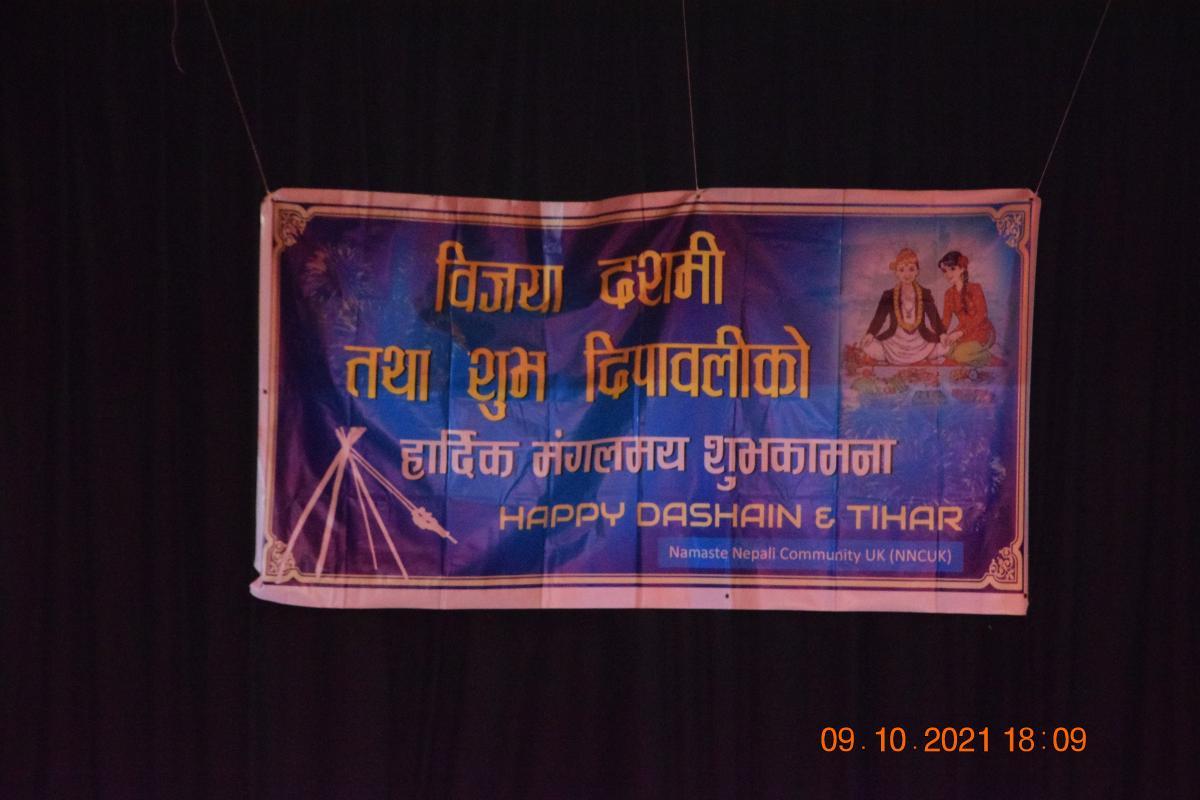 विजया दशमी
तथा शुभ दिपावलीको
हार्दिक मंगलमय शुभकामना
HAPPY DASHAIN & TIHAR
Namaste Nepali Community UK (NNCUK)
09.10.2021 18:09